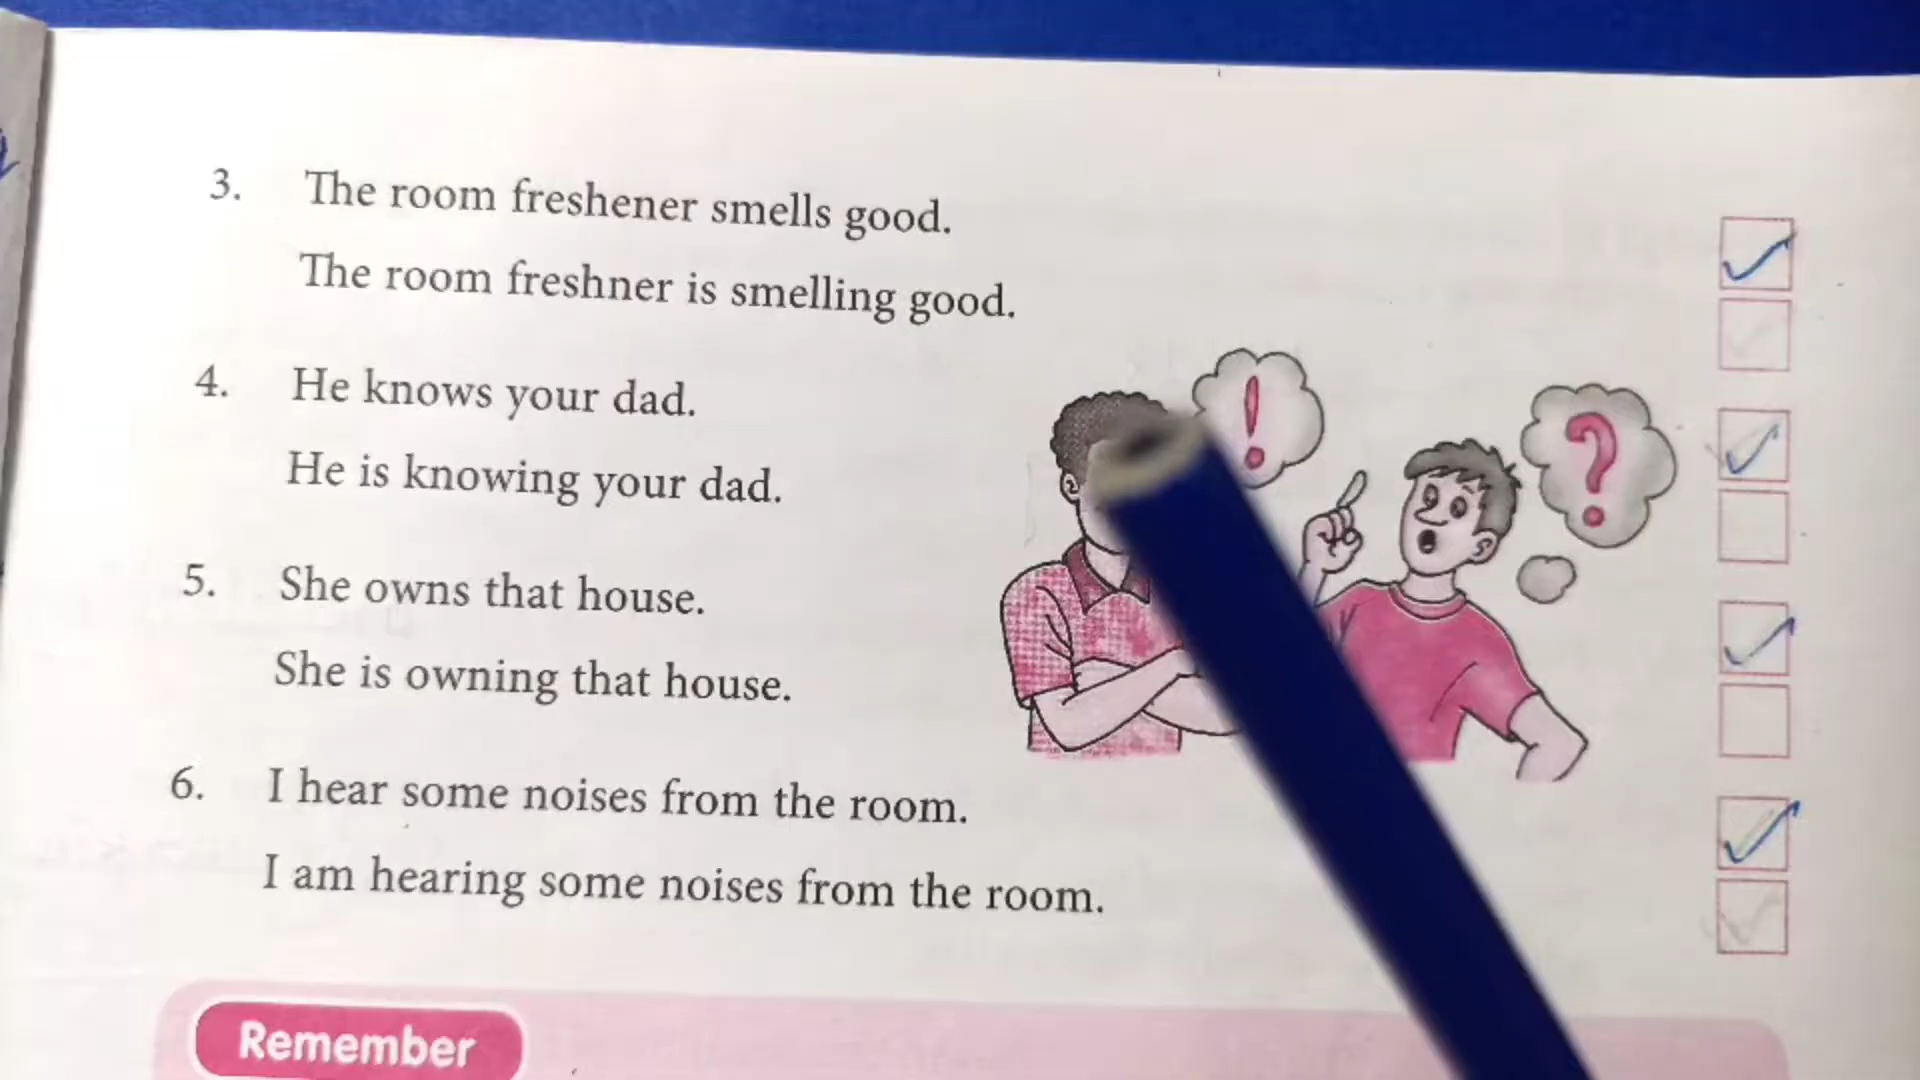 3. The room freshener smells good.
The room freshner is smelling good.
4. He knows your dad.
He is knowing your dad.
5. She owns that house.
She is owning that house.
6. I hear some noises from the room.
I am hearing some noises from the room.
!
?
Remember